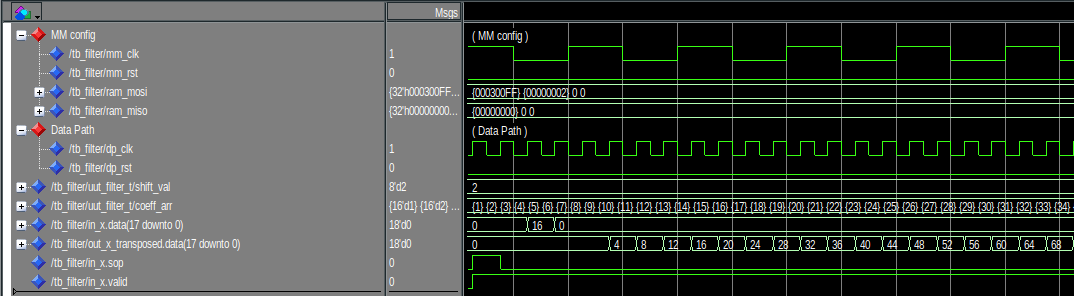 Msgs
MM config ( MM config )
/tb_filter/mm_clk 1
/tb_filter/mm_rst 0
/tb_filter/ram_mosi {32'h000300FF... {000300FF} {00000002} 0 0
/tb_filter/ram_miso {32'h00000000... {00000000} 0 0
Data Path ( Data Path )
/tb_filter/dp_clk 1
/tb_filter/dp_rst 0
/tb_filter/uut_filter_t/shift_val 8'd2 2
/tb_filter/uut_filter_t/coeff_arr {16'd1} {16'd2} ... {1} {2} {3} {4} {5} {6} {7} {8} {9} {10} {11} {12} {13} {14} {15} {16} {17} {18} {19} {20} {21} {22} {23} {24} {25} {26} {27} {28} {29} {30} {31} {32} {33} {34}
/tb_filter/in_x.data(17 downto 0) 18'd0 0 16 0
/tb_filter/out_x_transposed.data(17 downto 0) 18'd0 0 4 8 12 16 20 24 28 32 36 40 44 48 52 56 60 64 68
/tb_filter/in_x.sop 0
/tb_filter/in_x.valid 0